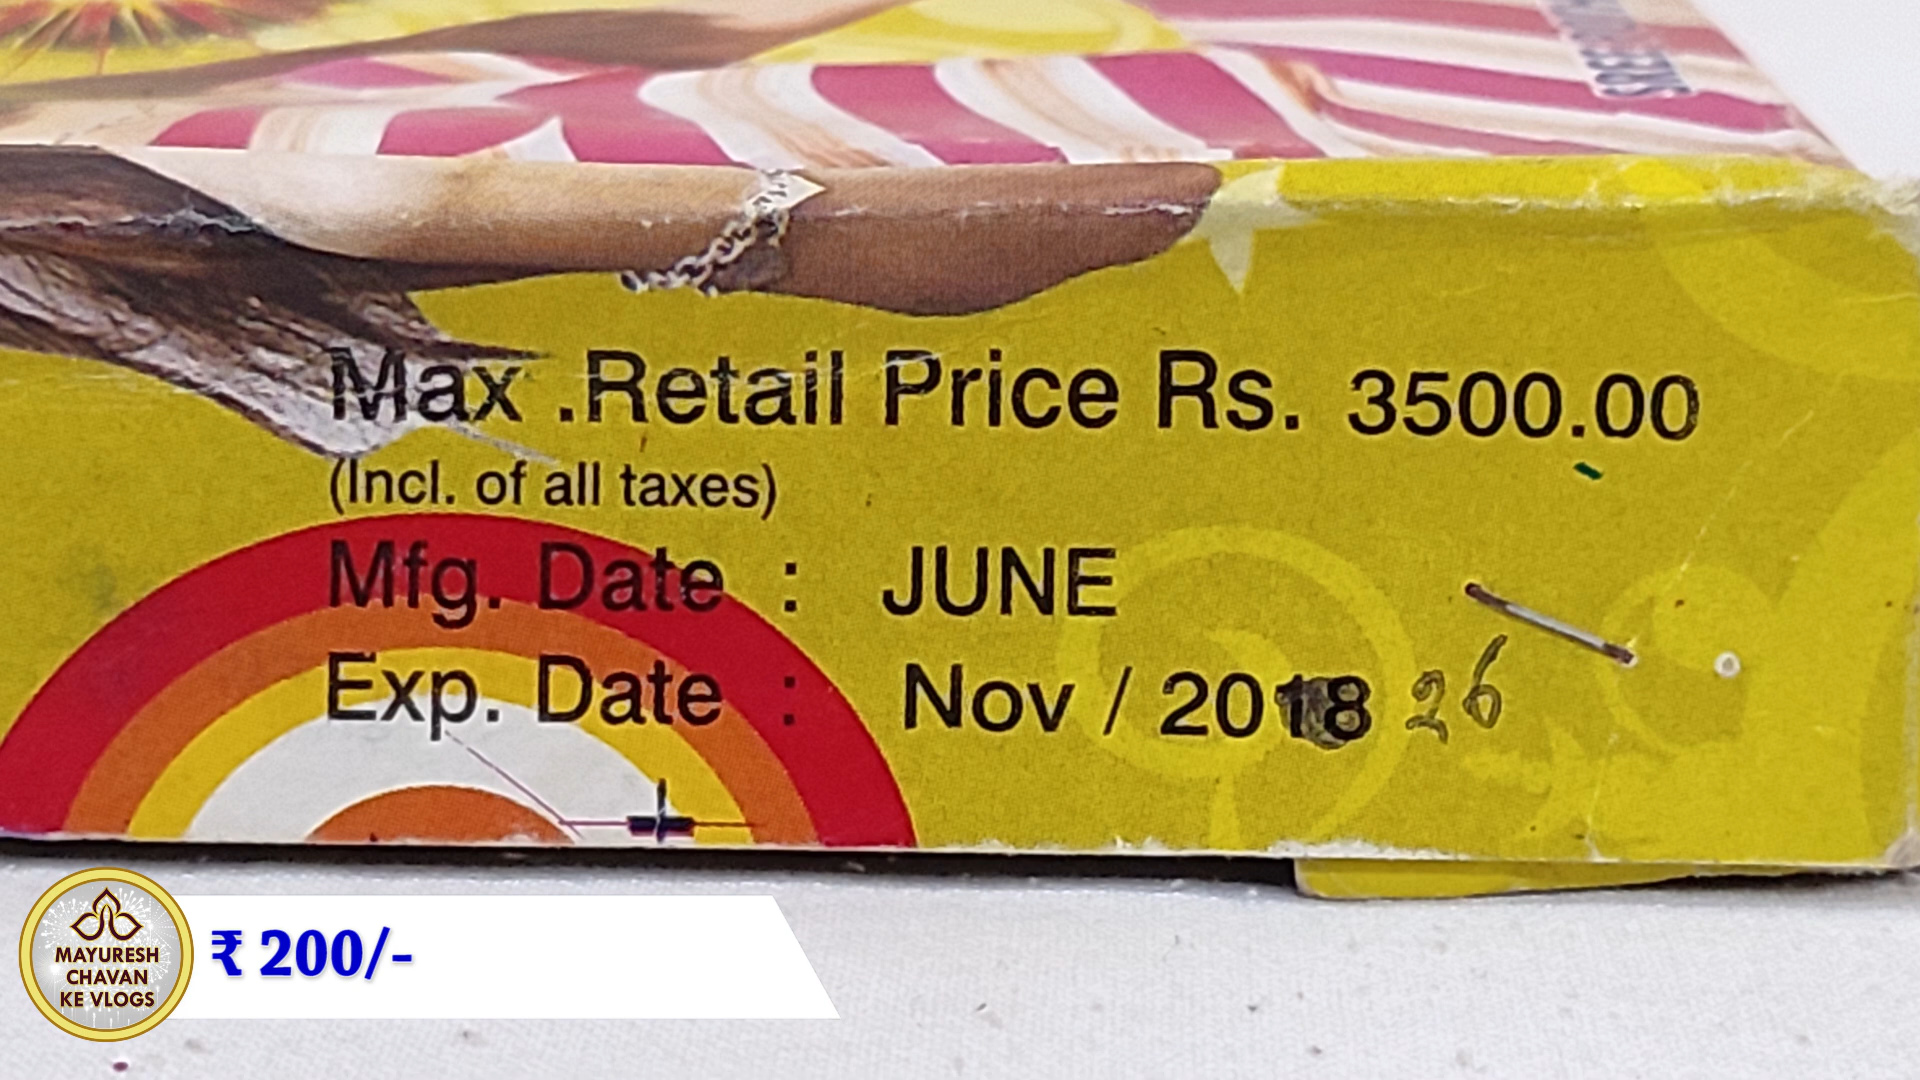 Max .Retail Price Rs. 3500.00
(Incl. of all taxes)
Mfg. Date : JUNE
Exp. Date : Nov / 2018 26
MAYURESH
CHAVAN
KE VLOGS
₹ 200/-